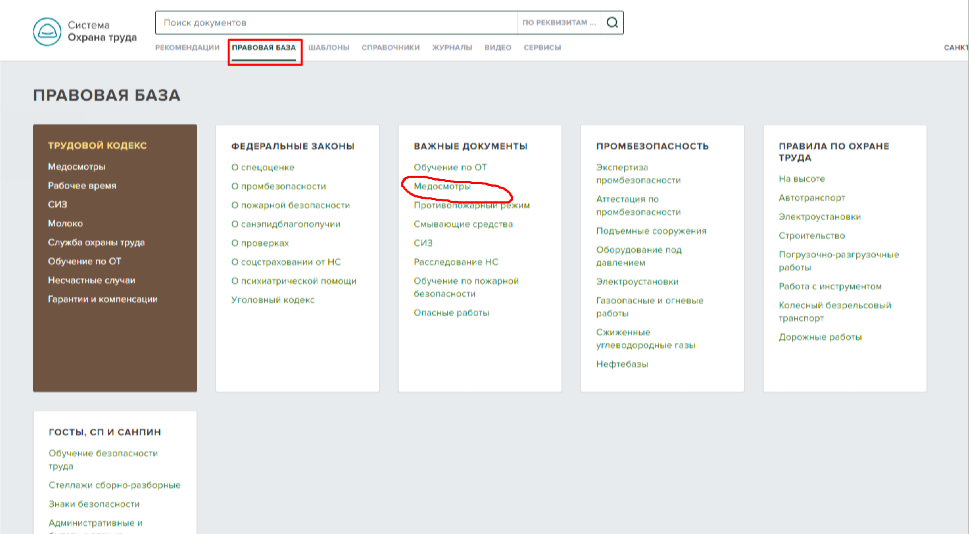 Система
Охрана труда
Поиск документов
ПО РЕКВИЗИТАМ ...
РЕКОМЕНДАЦИИ ПРАВОВАЯ БАЗА ШАБЛОНЫ СПРАВОЧНИКИ ЖУРНАЛЫ ВИДЕО СЕРВИСЫ
САНКТ
ПРАВОВАЯ БАЗА
ТРУДОВОЙ КОДЕКС
Медосмотры
Рабочее время
СИЗ
Молоко
Служба охраны труда
Обучение по ОТ
Несчастные случаи
Гарантии и компенсации
ФЕДЕРАЛЬНЫЕ ЗАКОНЫ
О спецоценке
О промбезопасности
О пожарной безопасности
О санэпидблагополучии
О проверках
О соцстраховании от НС
О психиатрической помощи
Уголовный кодекс
ВАЖНЫЕ ДОКУМЕНТЫ
Обучение по ОТ
Медосмотры
Противопожарный режим
Смывающие средства
СИЗ
Расследование НС
Обучение по пожарной
безопасности
Опасные работы
ПРОМБЕЗОПАСНОСТЬ
Экспертиза
промбезопасности
Аттестация по
промбезопасности
Подъемные сооружения
Оборудование под
давлением
Электроустановки
Газоопасные и огневые
работы
Сжиженные
углеводородные газы
Нефтебазы
ПРАВИЛА ПО ОХРАНЕ
ТРУДА
На высоте
Автотранспорт
Электроустановки
Строительство
Погрузочно-разгрузочные
работы
Работа с инструментом
Колесный безрельсовый
транспорт
Дорожные работы
ГОСТЫ, СП И САНПИН
Обучение безопасности
труда
Стеллажи сборно-разборные
Знаки безопасности
Административные и